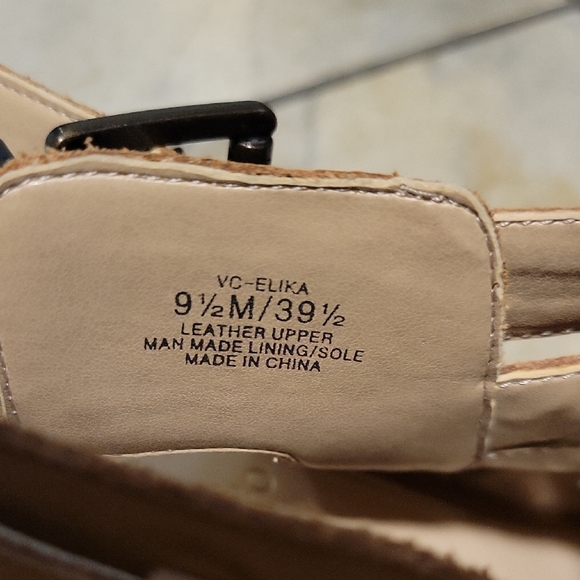 VC-ELIKA
9½M/39½
LEATHER UPPER
MAN MADE LINING/SOLE
MADE IN CHINA